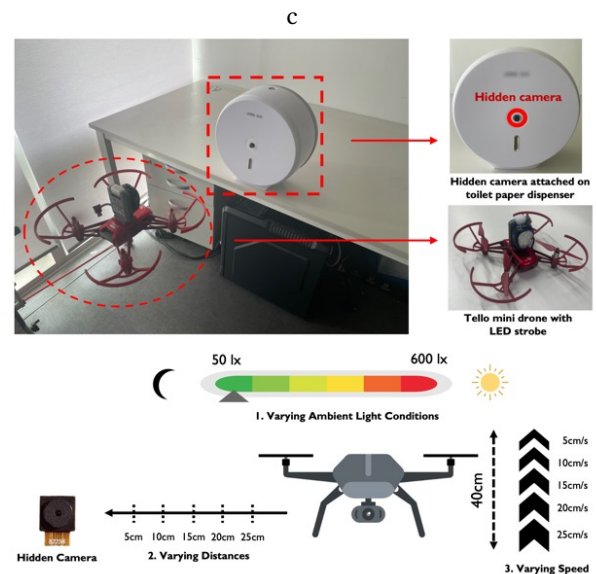 c
Hidden camera
Hidden camera attached on
toilet paper dispenser
Tello mini drone with
LED strobe
50 lx
600 lx
1. Varying Ambient Light Conditions
40cm
5cm/s
10cm/s
15cm/s
20cm/s
25cm/s
5cm 10cm 15cm 20cm 25cm
Hidden Camera
2. Varying Distances
3. Varying Speed